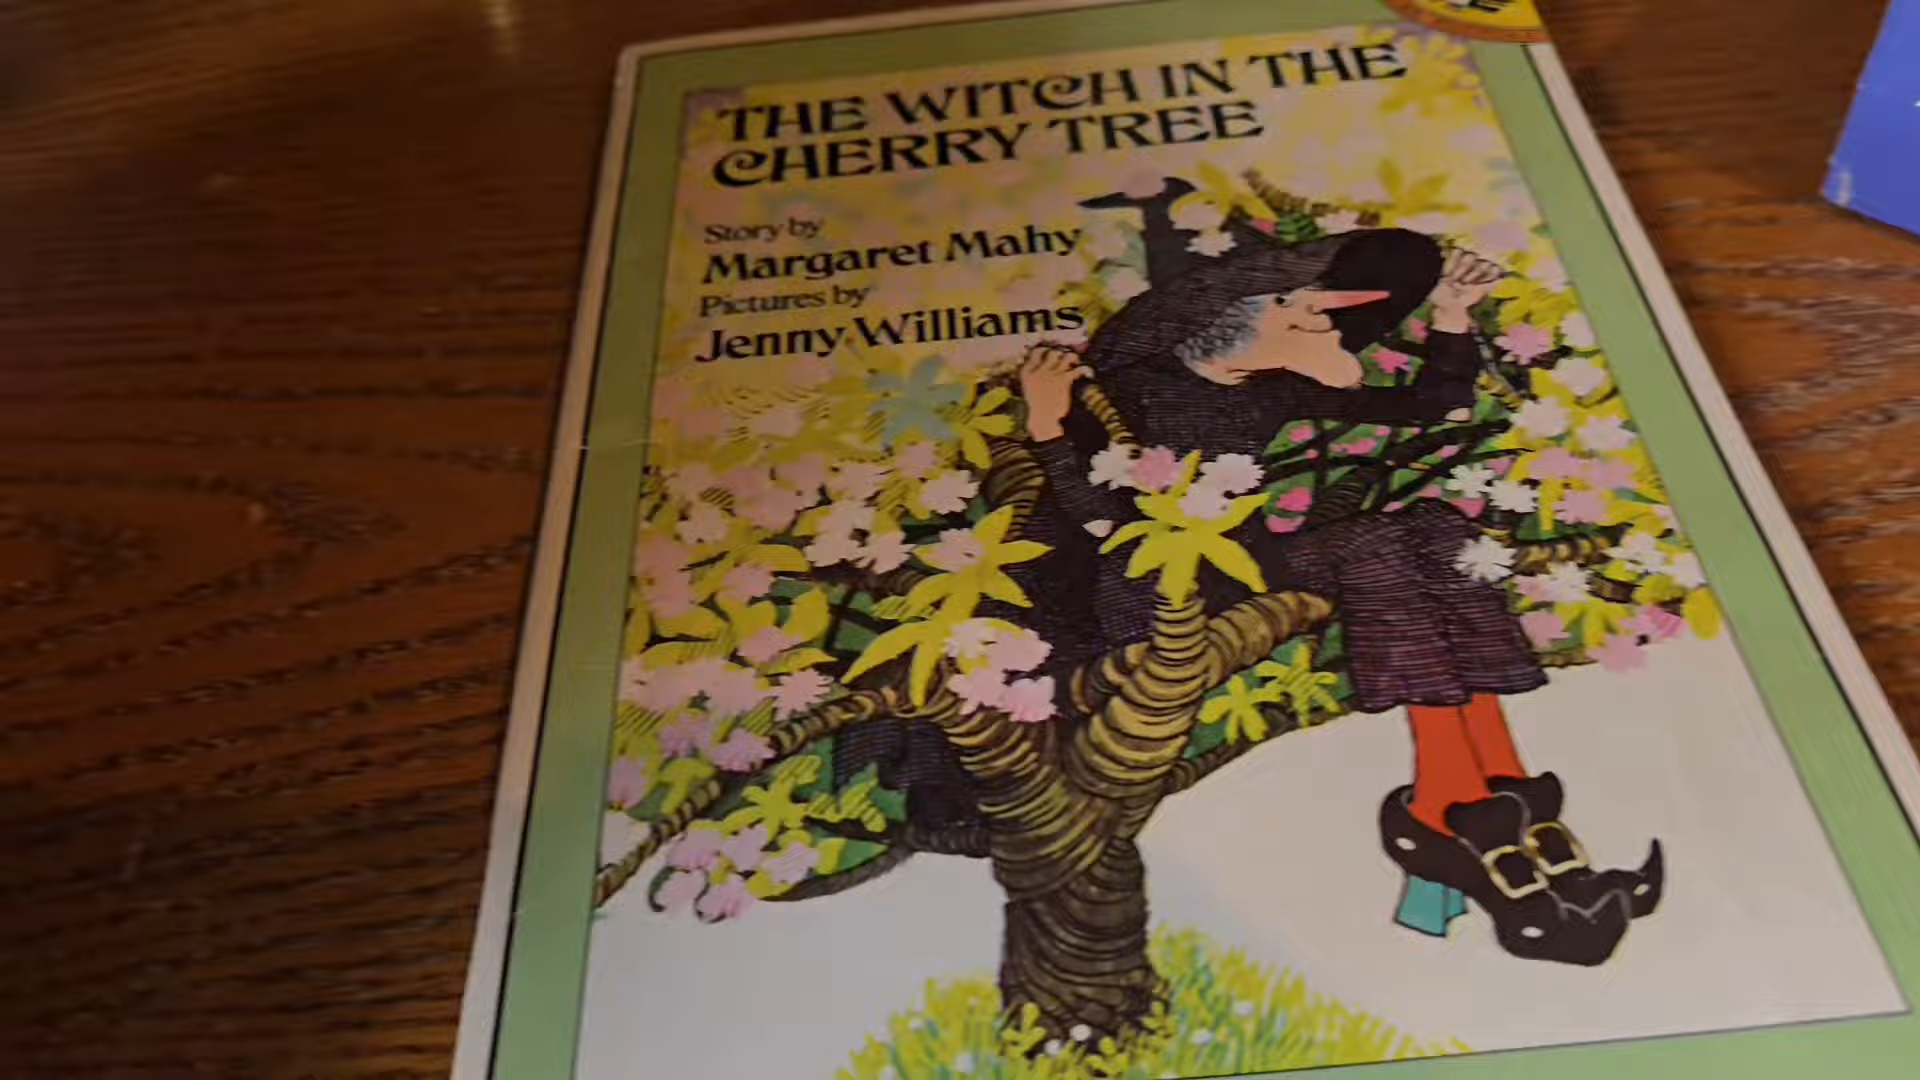 THE WITCH IN THE
CHERRY TREE
Story by
Margaret Mahy
Pictures by
Jenny Williams